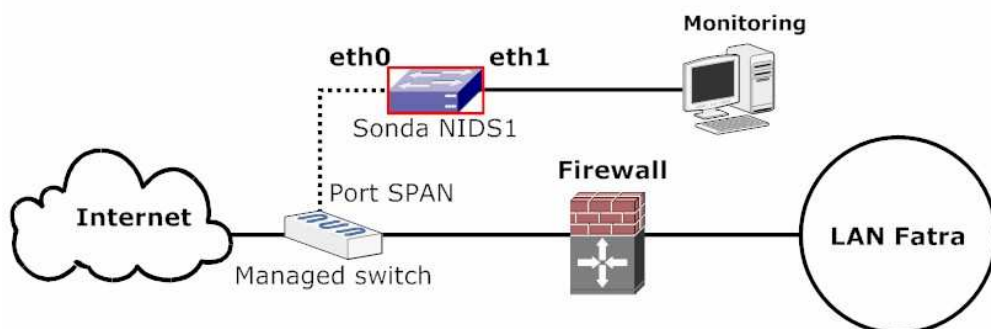 Monitoring
eth0
eth1
Sonda NIDS1
Firewall
Port SPAN
Internet
LAN Fatra
Managed switch